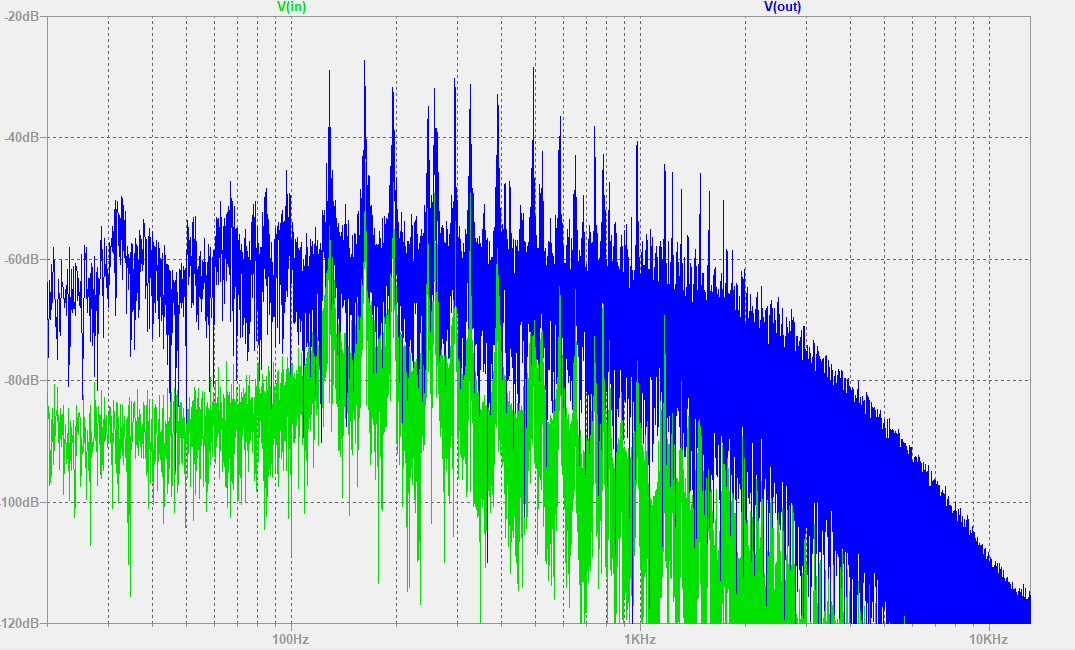 V(in) V(out)
-20dB
-40dB
-60dB
-80dB
-100dB
-120dB
100Hz 1KHz 10KHz